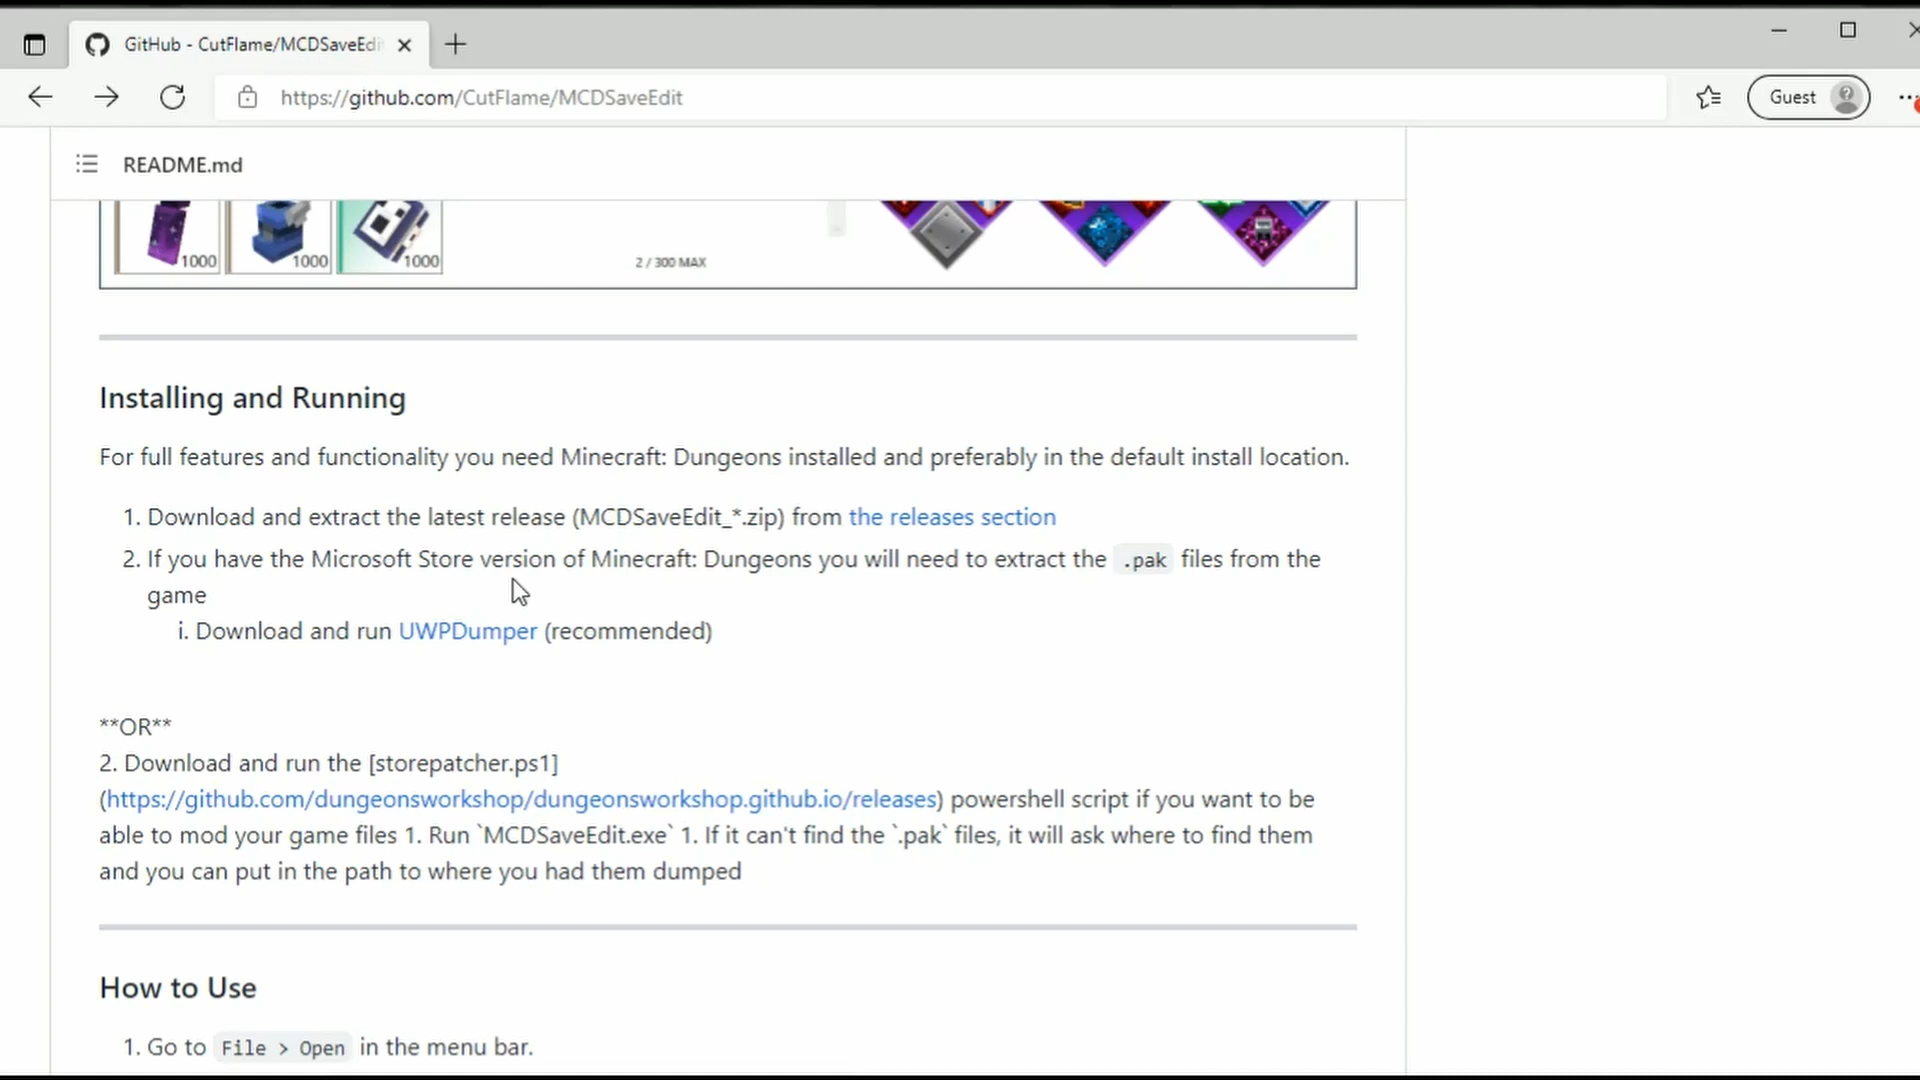 GitHub - CutFlame/MCDSaveEdi
https://github.com/CutFlame/MCDSaveEdit
Guest
README.md
1000
1000
1000
2 / 300 MAX
Installing and Running
For full features and functionality you need Minecraft: Dungeons installed and preferably in the default install location.
1. Download and extract the latest release (MCDSaveEdit_*.zip) from the releases section
2. If you have the Microsoft Store version of Minecraft: Dungeons you will need to extract the .pak files from the
game
i. Download and run UWPDumper (recommended)
**OR**
2. Download and run the [storepatcher.ps1]
(https://github.com/dungeonsworkshop/dungeonsworkshop.github.io/releases) powershell script if you want to be
able to mod your game files 1. Run `MCDSaveEdit.exe` 1. If it can't find the `.pak` files, it will ask where to find them
and you can put in the path to where you had them dumped
How to Use
1. Go to File > Open in the menu bar.